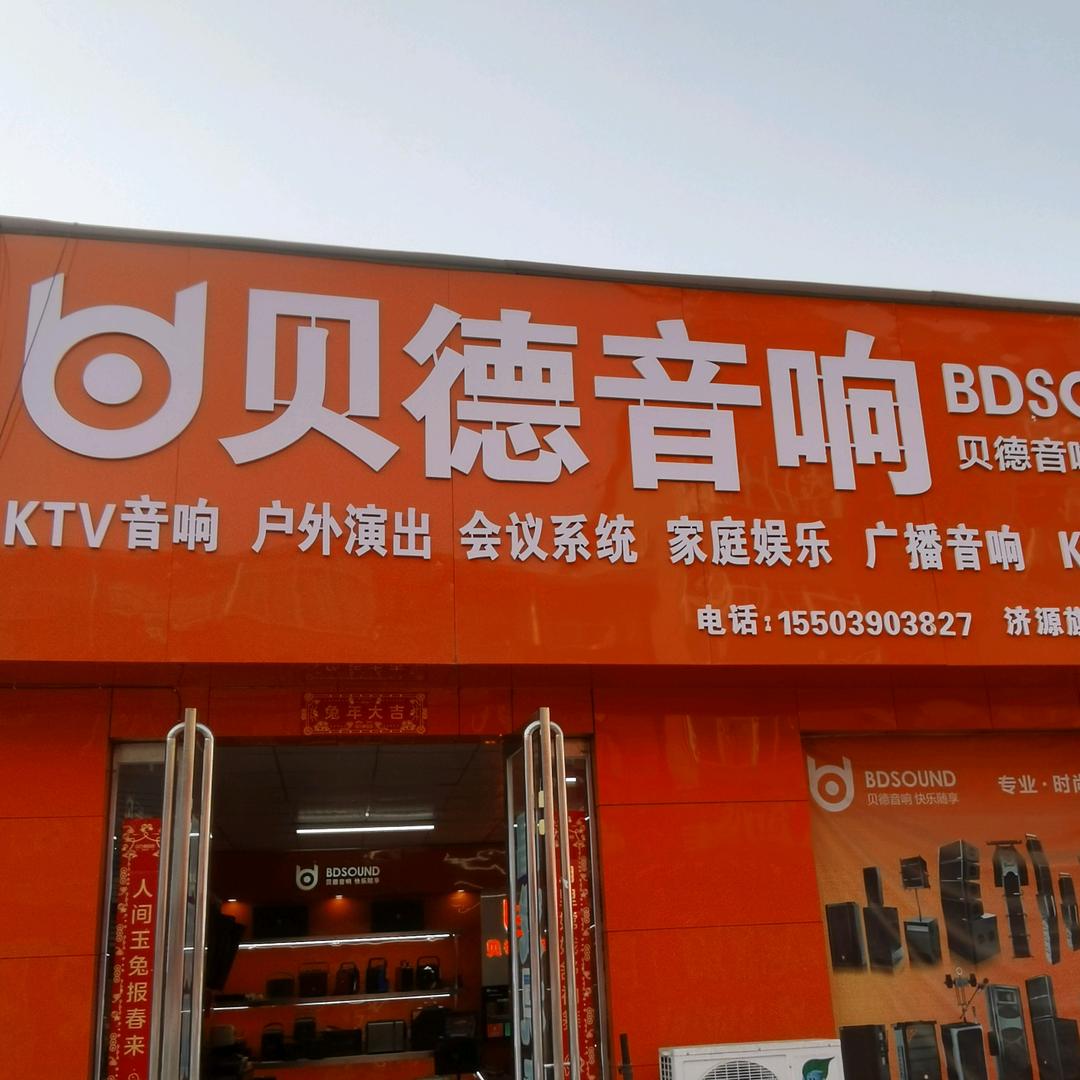 贝德音响
BDSO
贝德音响
KTV音响 户外演出 会议系统 家庭娱乐 广播音响 K
电话:15503903827 济源旗
兔年大吉
BDSOUND
贝德音响 快乐随享
专业·时尚
BDSOUND
贝德音响 快乐随享
人间玉兔报春来